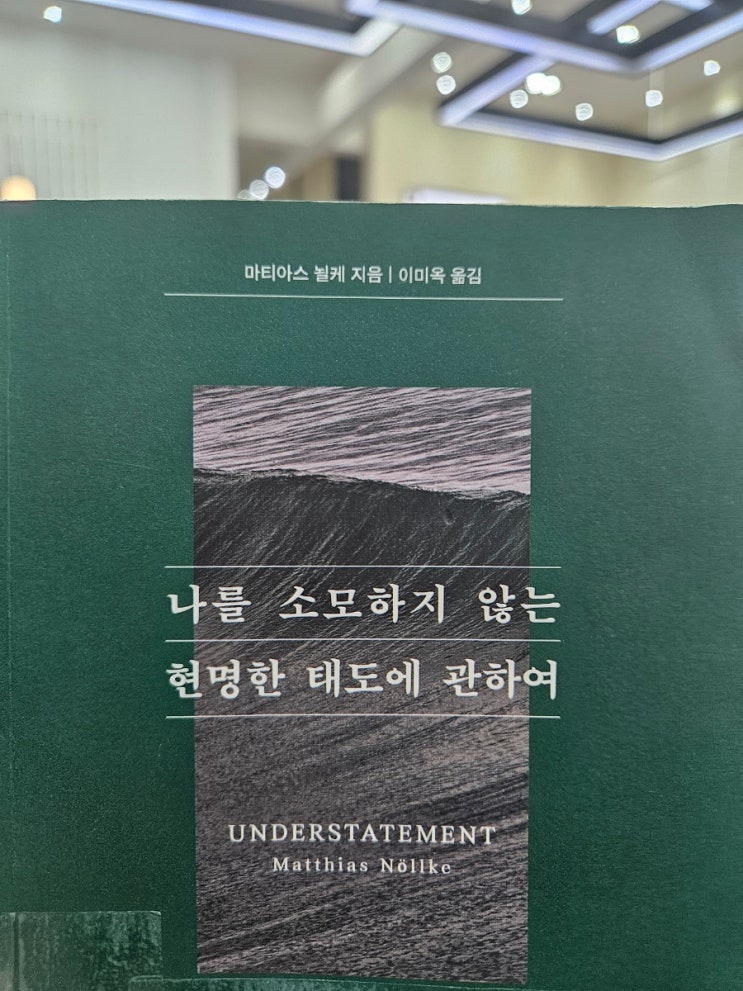 마티아스 뇔케 지음 | 이미옥 옮김
나를 소모하지 않는
현명한 태도에 관하여
UNDERSTATEMENT
Matthias Nöllke